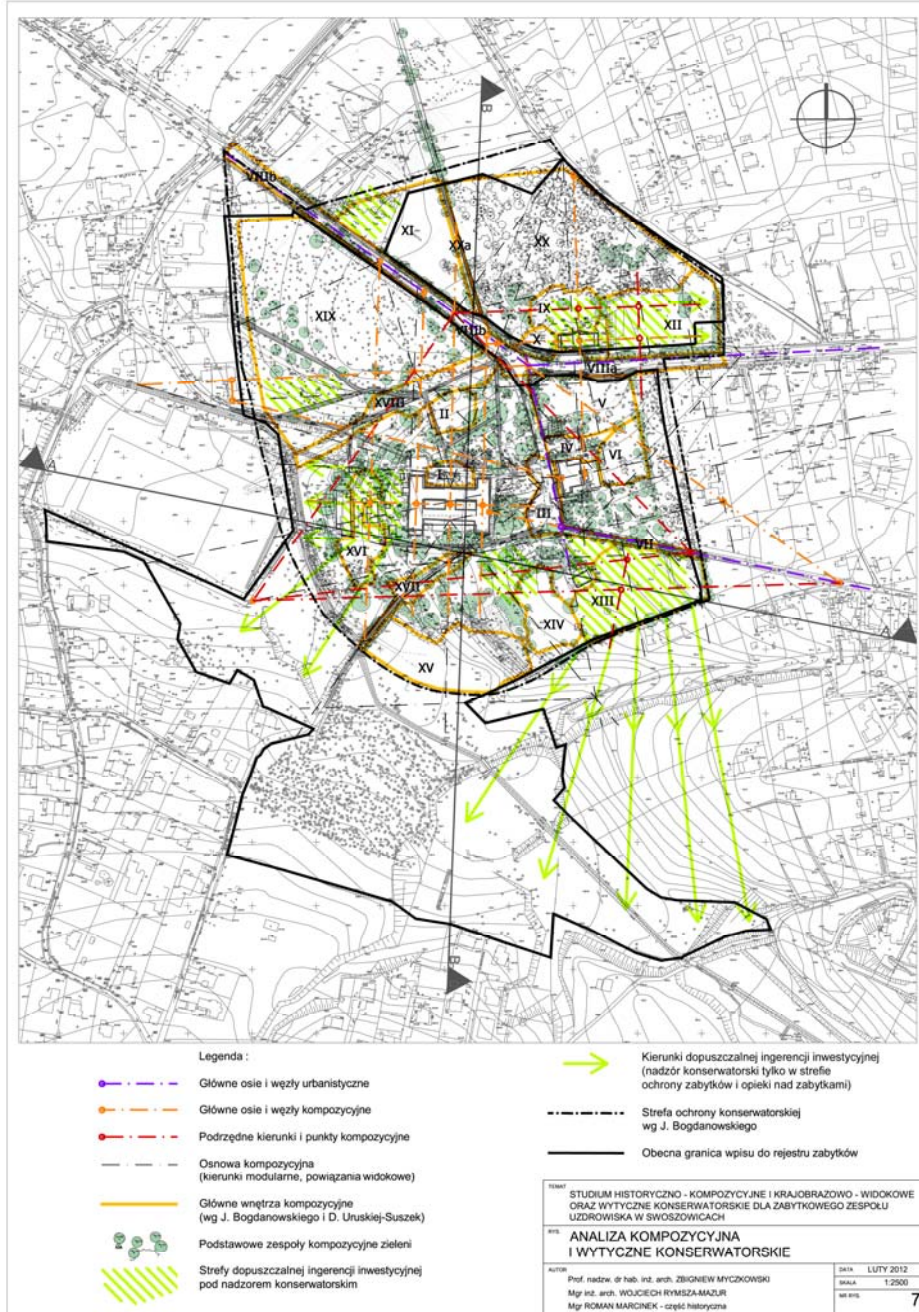 B
VIIIb
XI
XXa
XX
XIX
IX
XII
VIIIb
X
VIIIa
XVIII
II
V
IV
VI
A
I
III
VII
XVI
XVII
XIII
XIV
A
XV
B
Legenda :
Główne osie i węzły urbanistyczne
Główne osie i węzły kompozycyjne
Podrzędne kierunki i punkty kompozycyjne
Osnowa kompozycyjna
(kierunki modularne, powiązania widokowe)
Główne wnętrza kompozycyjne
(wg J. Bogdanowskiego i D. Uruskiej-Suszek)
Podstawowe zespoły kompozycyjne zieleni
Strefy dopuszczalnej ingerencji inwestycyjnej
pod nadzorem konserwatorskim
Kierunki dopuszczalnej ingerencji inwestycyjnej
(nadzór konserwatorski tylko w strefie
ochrony zabytków i opieki nad zabytkami)
Strefa ochrony konserwatorskiej
wg J. Bogdanowskiego
Obecna granica wpisu do rejestru zabytków
TEMAT
STUDIUM HISTORYCZNO - KOMPOZYCYJNE I KRAJOBRAZOWO - WIDOKOWE
ORAZ WYTYCZNE KONSERWATORSKIE DLA ZABYTKOWEGO ZESPOŁU
UZDROWISKA W SWOSZOWICACH
RYS.
ANALIZA KOMPOZYCYJNA
I WYTYCZNE KONSERWATORSKIE
AUTOR
Prof. nadzw. dr hab. inż. arch. ZBIGNIEW MYCZKOWSKI
Mgr inż. arch. WOJCIECH RYMSZA-MAZUR
Mgr ROMAN MARCINEK - część historyczna
DATA LUTY 2012
SKALA 1:2500
NR RYS. 7